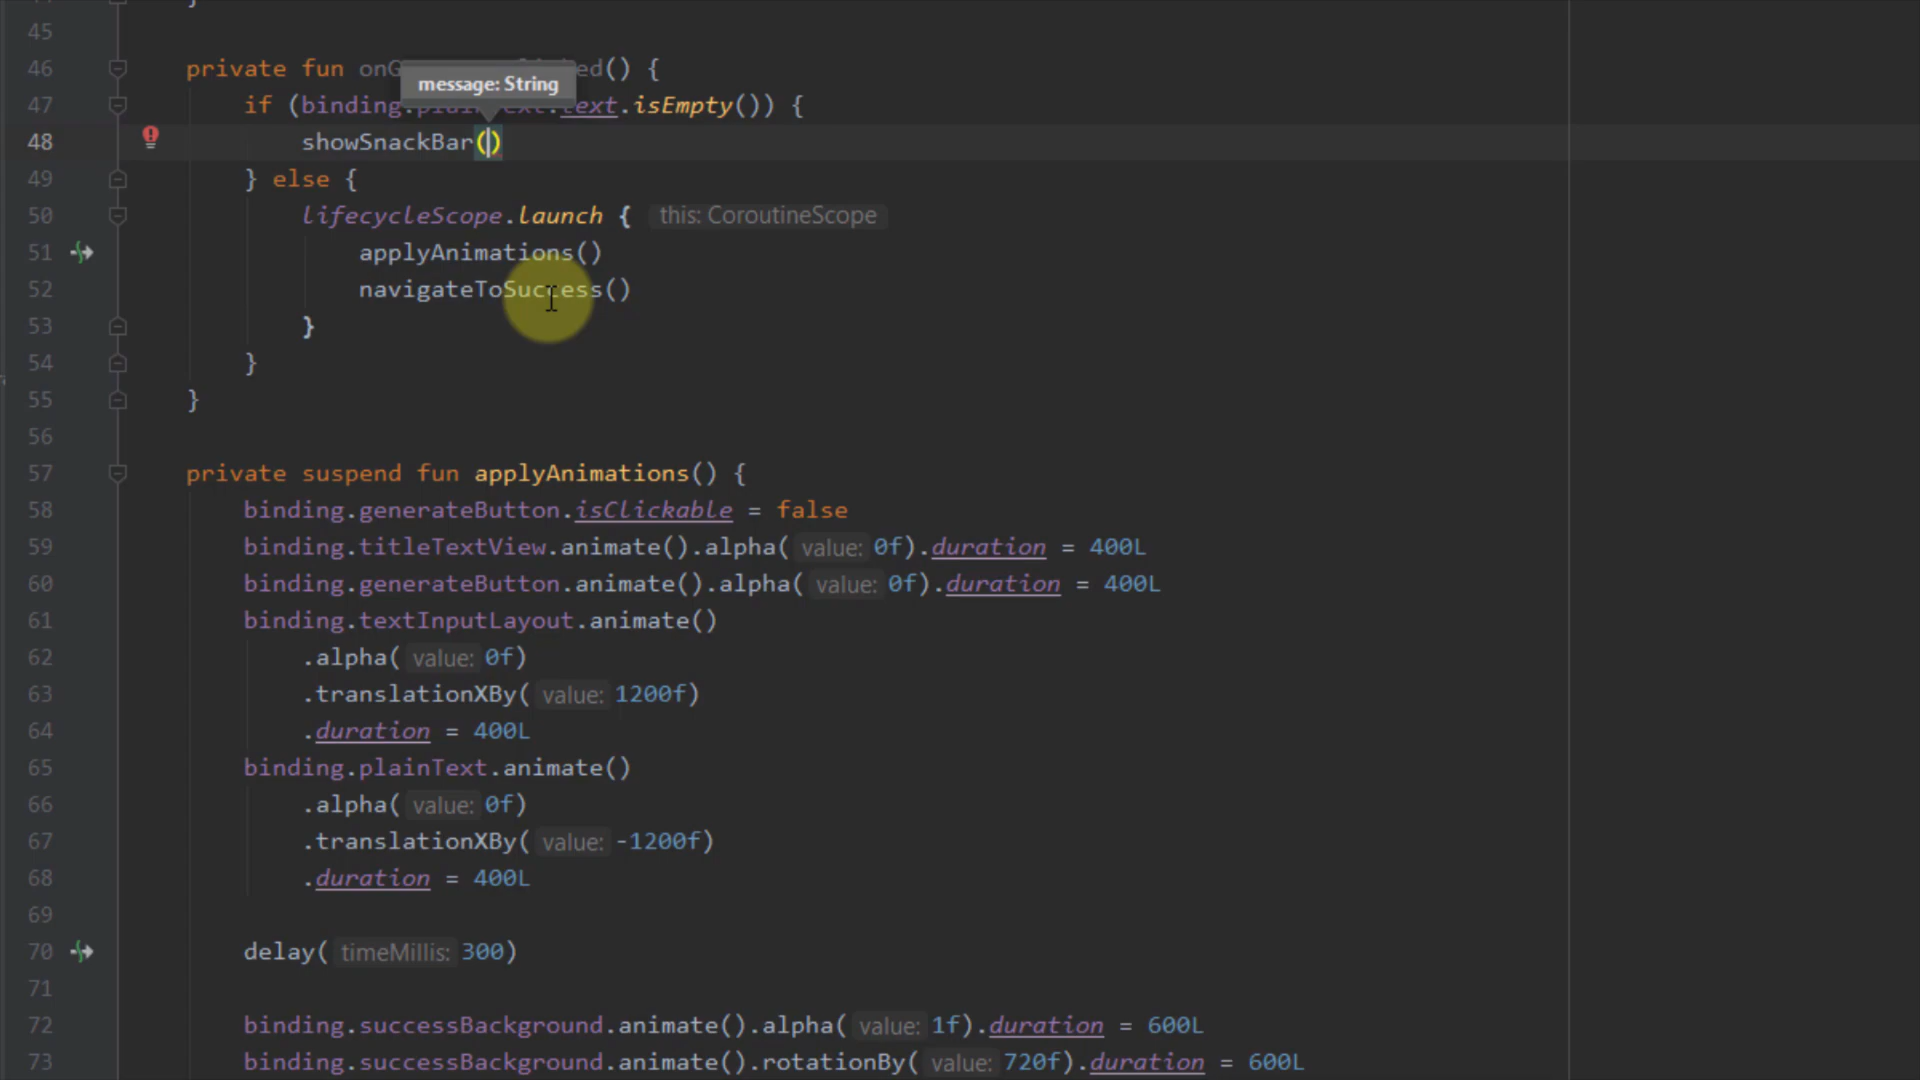 45
46 private fun onG ed() {
message: String
47 if (binding. .text.isEmpty()) {
48 showSnackBar()
49 } else {
50 lifecycleScope.launch { this: CoroutineScope
51 applyAnimations()
52 navigateToSuccess()
53 }
54 }
55 }
56
57 private suspend fun applyAnimations() {
58 binding.generateButton.isClickable = false
59 binding.titleTextView.animate().alpha( value: 0f).duration = 400L
60 binding.generateButton.animate().alpha( value: 0f).duration = 400L
61 binding.textInputLayout.animate()
62 .alpha( value: 0f)
63 .translationXBy( value: 1200f)
64 .duration = 400L
65 binding.plainText.animate()
66 .alpha( value: 0f)
67 .translationXBy( value: -1200f)
68 .duration = 400L
69
70 delay( timeMillis: 300)
71
72 binding.successBackground.animate().alpha( value: 1f).duration = 600L
73 binding.successBackground.animate().rotationBy( value: 720f).duration = 600L